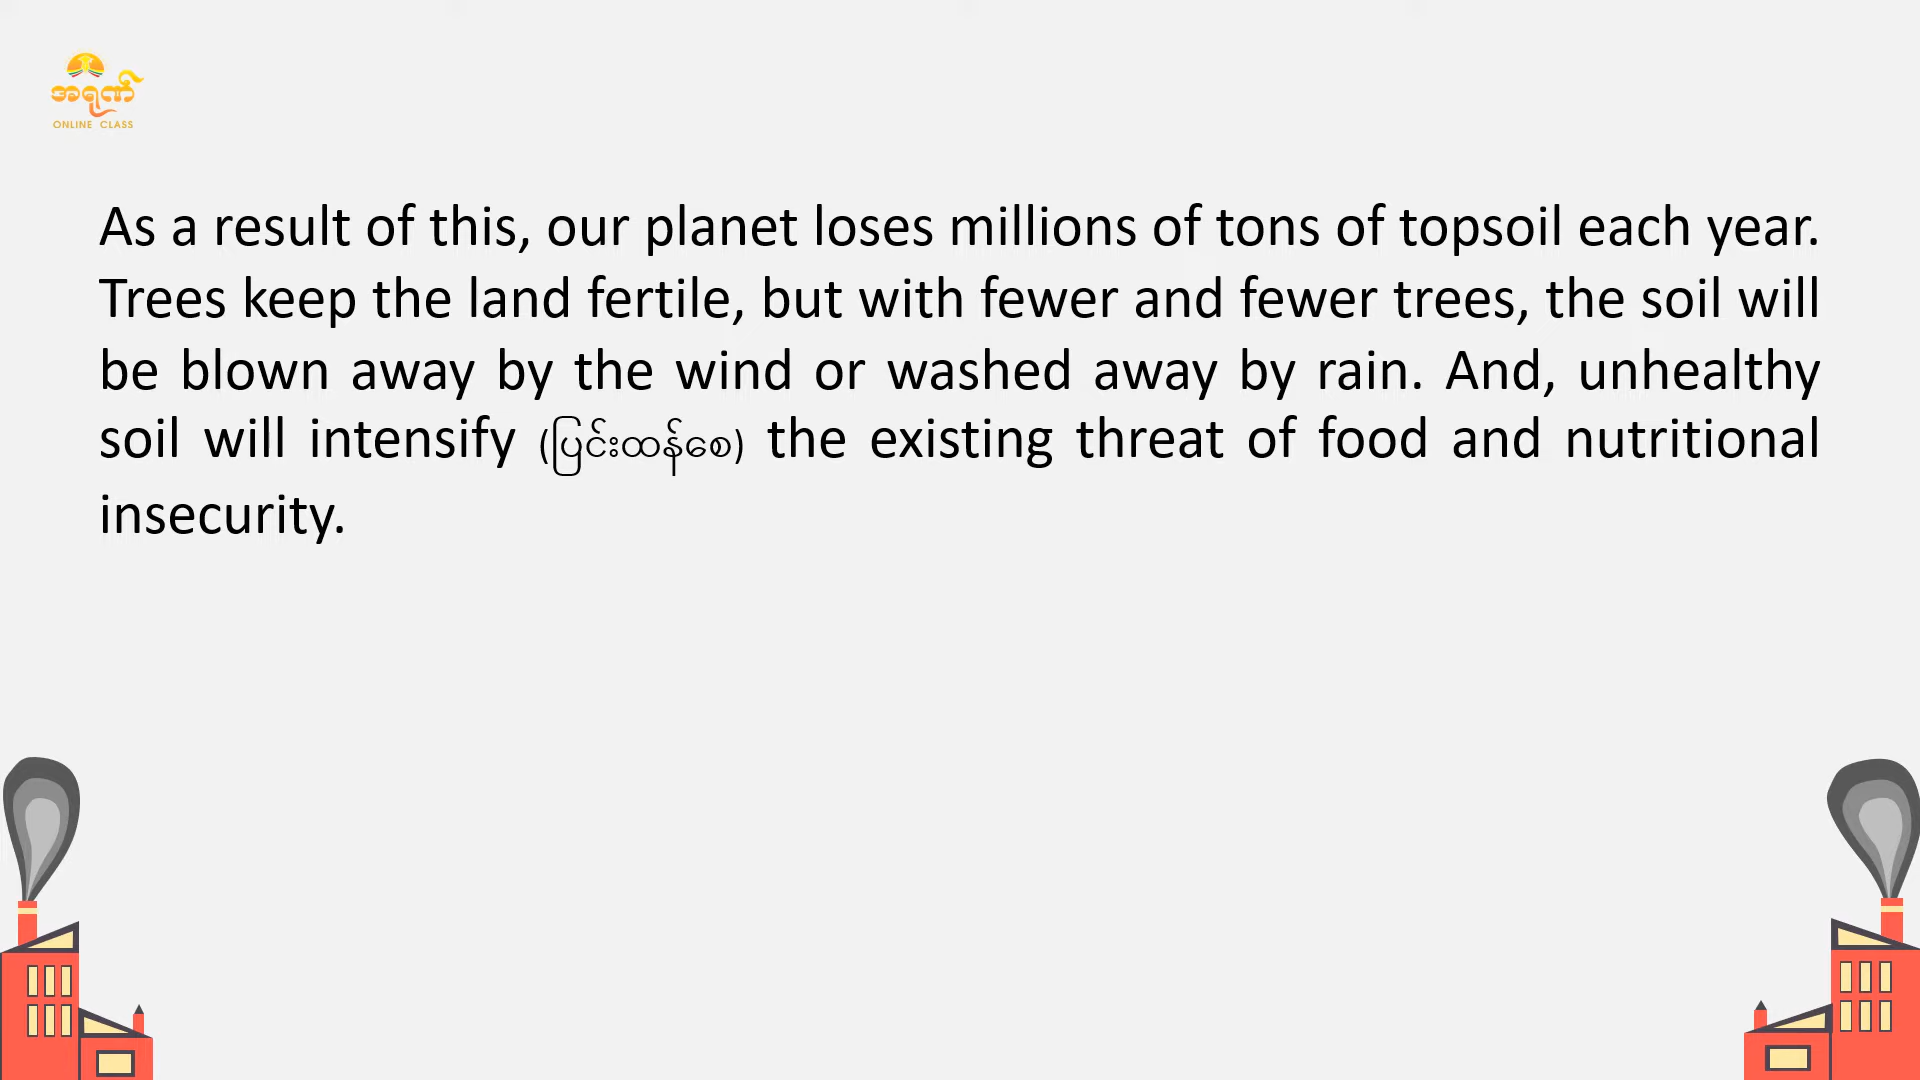 အရုဏ်
ONLINE CLASS
As a result of this, our planet loses millions of tons of topsoil each year.
Trees keep the land fertile, but with fewer and fewer trees, the soil will
be blown away by the wind or washed away by rain. And, unhealthy
soil will intensify (ပြင်းထန်စေ) the existing threat of food and nutritional
insecurity.